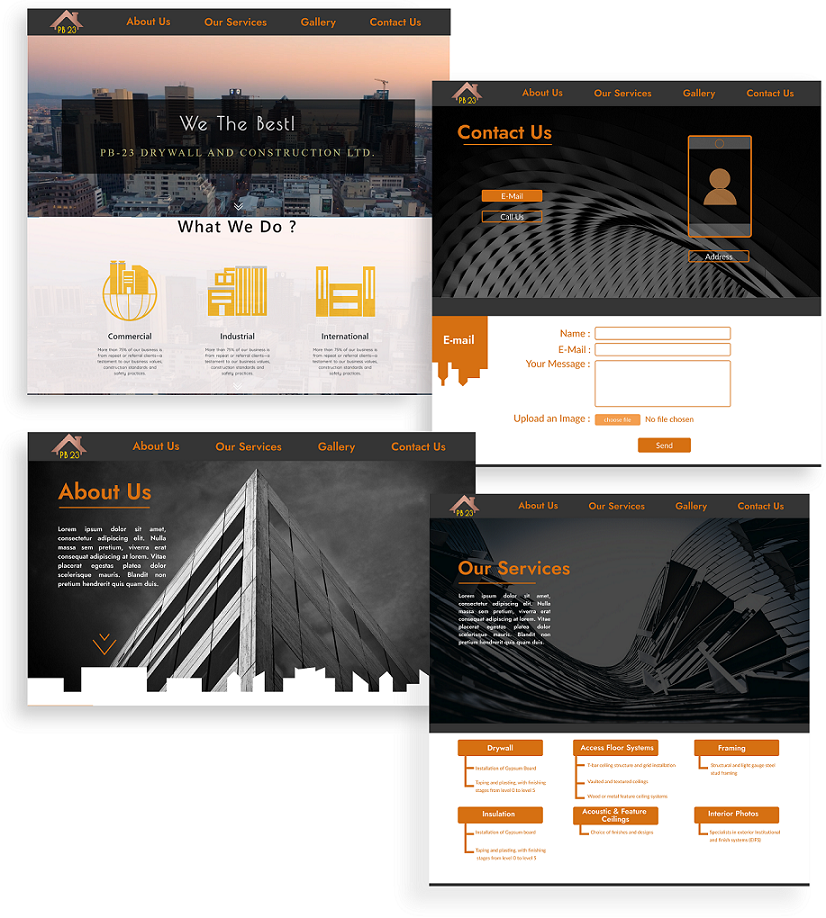 PB 23
About Us Our Services Gallery Contact Us
We The Best!
PB-23 DRYWALL AND CONSTRUCTION LTD.
What We Do ?
Commercial
More than 75% of our business is
from repeat or referral clients–a
testement to our business values,
construction standards and
safety practices.
Industrial
More than 75% of our business is
from repeat or referral clients–a
testement to our business values,
construction standards and
safety practices.
International
More than 75% of our business is
from repeat or referral clients–a
testement to our business values,
construction standards and
safety practices.
PB 23
About Us Our Services Gallery Contact Us
Contact Us
E-Mail
Call Us
Address
E-mail
Name :
E-Mail :
Your Message :
Upload an Image : choose file No file chosen
Send
PB 23
About Us Our Services Gallery Contact Us
About Us
Lorem ipsum dolor sit amet,
consectetur adipiscing elit. Nulla
massa sem pretium, viverra erat
consequat adipiscing at lorem. Vitae
placerat egestas platea dolor
scelerisque mauris. Blandit non
pretium hendrerit quis quam duis.
PB 23
About Us Our Services Gallery Contact Us
Our Services
Lorem ipsum dolor sit amet,
consectetur adipiscing elit. Nulla
massa sem pretium, viverra erat
consequat adipiscing at lorem. Vitae
placerat egestas platea dolor
scelerisque mauris. Blandit non
pretium hendrerit quis quam duis.
Drywall
Installation of Gypsum Board
Taping and plasting, with finishing
stages from level 0 to level 5
Access Floor Systems
T-bar ceiling structure and grid installation
Vaulted and textured ceilings
Wood or metal feature ceiling systems
Framing
Structural and light gauge steel
stud framing
Insulation
Installation of Gypsum board
Taping and plasting, with finishing
stages from level 0 to level 5
Acoustic & Feature
Ceilings
Choice of finishes and designs
Interior Photos
Specialists in exterior institutional
and finish systems (EIFS)